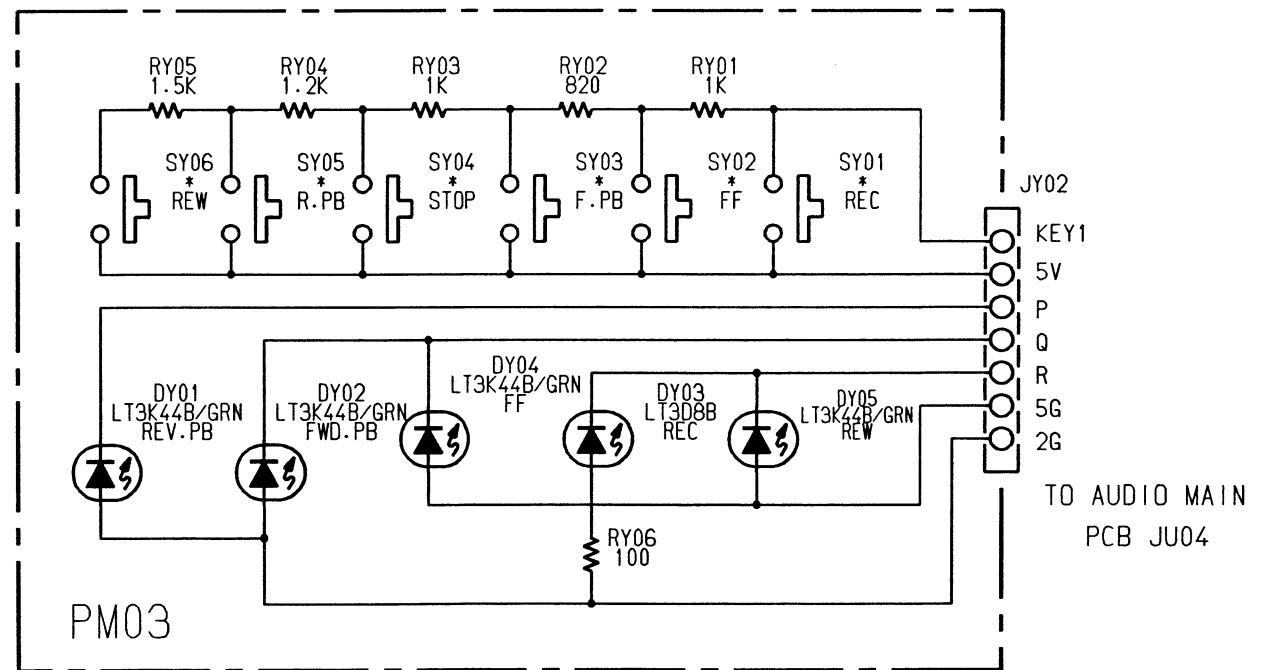 RY05
1.5K
RY04
1.2K
RY03
1K
RY02
820
RY01
1K
SY06
*
REW
SY05
*
R.PB
SY04
*
STOP
SY03
*
F.PB
SY02
*
FF
SY01
*
REC
JY02
KEY1
5V
P
Q
R
5G
2G
DY01
LT3K44B/GRN
REV.PB
DY02
LT3K44B/GRN
FWD.PB
DY04
LT3K44B/GRN
FF
DY03
LT3D8B
REC
DY05
LT3K44B/GRN
REW
RY06
100
TO AUDIO MAIN
PCB JU04
PM03